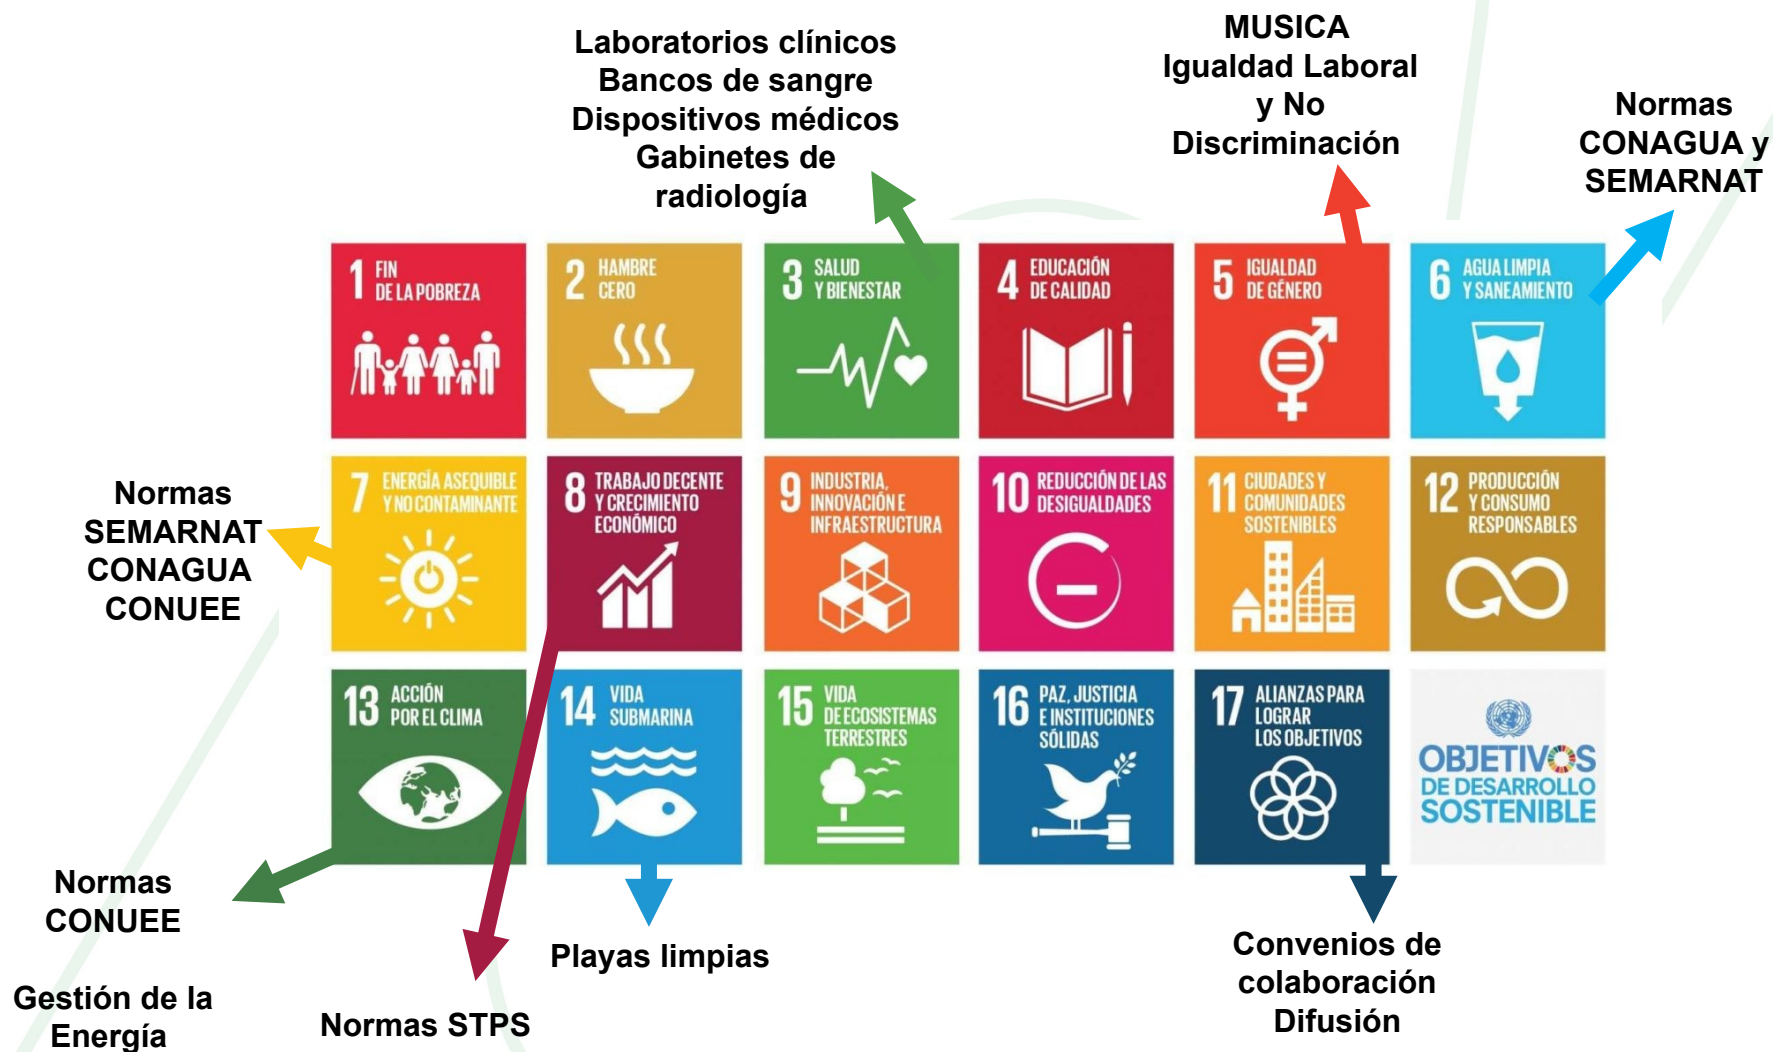 Laboratorios clínicos
Bancos de sangre
Dispositivos médicos
Gabinetes de
radiología
MUSICA
Igualdad Laboral
y No
Discriminación
Normas
CONAGUA y
SEMARNAT
1 FIN
DE LA POBREZA
2 HAMBRE
CERO
3 SALUD
Y BIENESTAR
4 EDUCACIÓN
DE CALIDAD
5 IGUALDAD
DE GÉNERO
6 AGUA LIMPIA
Y SANEAMIENTO
Normas
SEMARNAT
CONAGUA
CONUEE
7 ENERGÍA ASEQUIBLE
Y NO CONTAMINANTE
8 TRABAJO DECENTE
Y CRECIMIENTO
ECONÓMICO
9 INDUSTRIA,
INNOVACIÓN E
INFRAESTRUCTURA
10 REDUCCIÓN DE LAS
DESIGUALDADES
11 CIUDADES Y
COMUNIDADES
SOSTENIBLES
12 PRODUCCIÓN
Y CONSUMO
RESPONSABLES
13 ACCIÓN
POR EL CLIMA
14 VIDA
SUBMARINA
15 VIDA
DE ECOSISTEMAS
TERRESTRES
16 PAZ, JUSTICIA
E INSTITUCIONES
SÓLIDAS
17 ALIANZAS PARA
LOGRAR
LOS OBJETIVOS
OBJETIVOS
DE DESARROLLO
SOSTENIBLE
Normas
CONUEE
Gestión de la
Energía
Normas STPS
Playas limpias
Convenios de
colaboración
Difusión